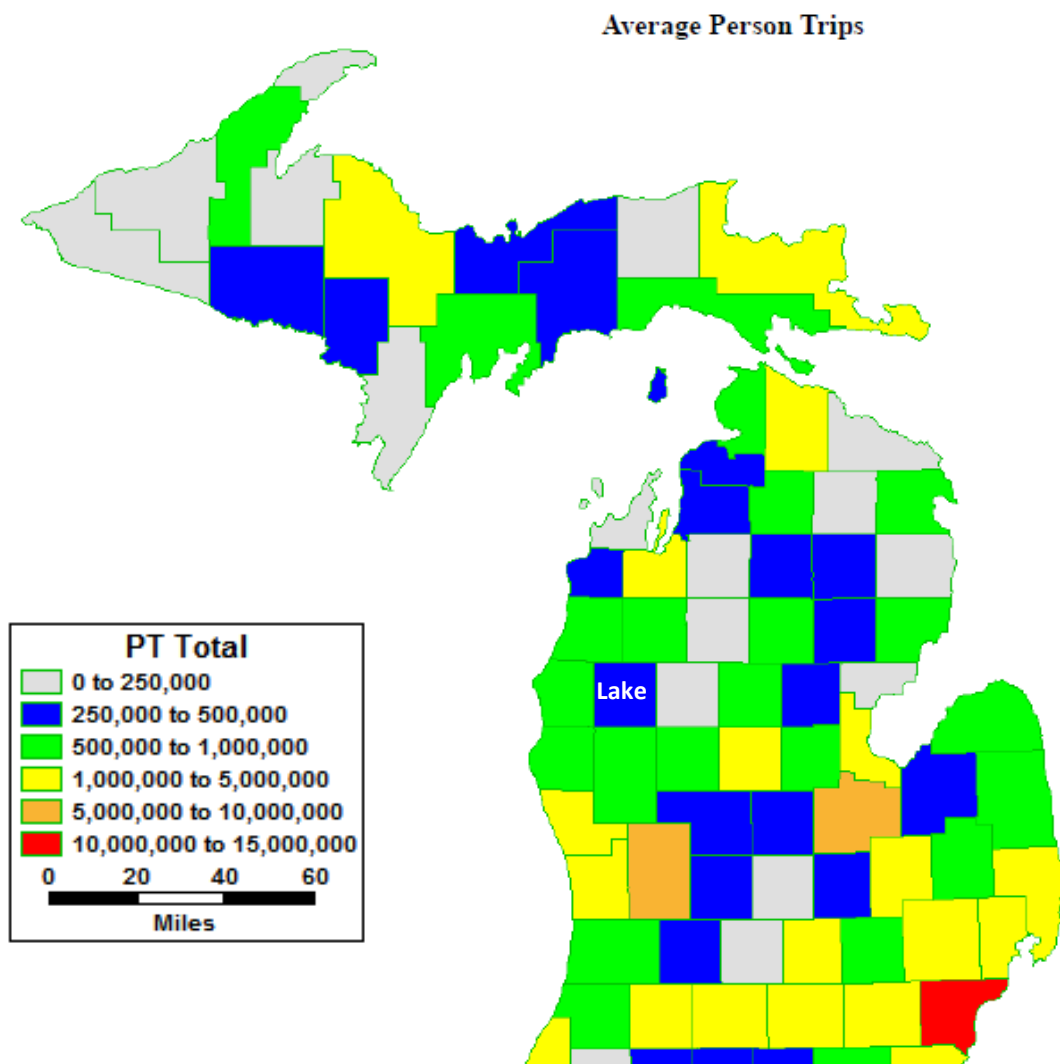 Average Person Trips
Lake
PT Total
0 to 250,000
250,000 to 500,000
500,000 to 1,000,000
1,000,000 to 5,000,000
5,000,000 to 10,000,000
10,000,000 to 15,000,000
0 20 40 60
Miles